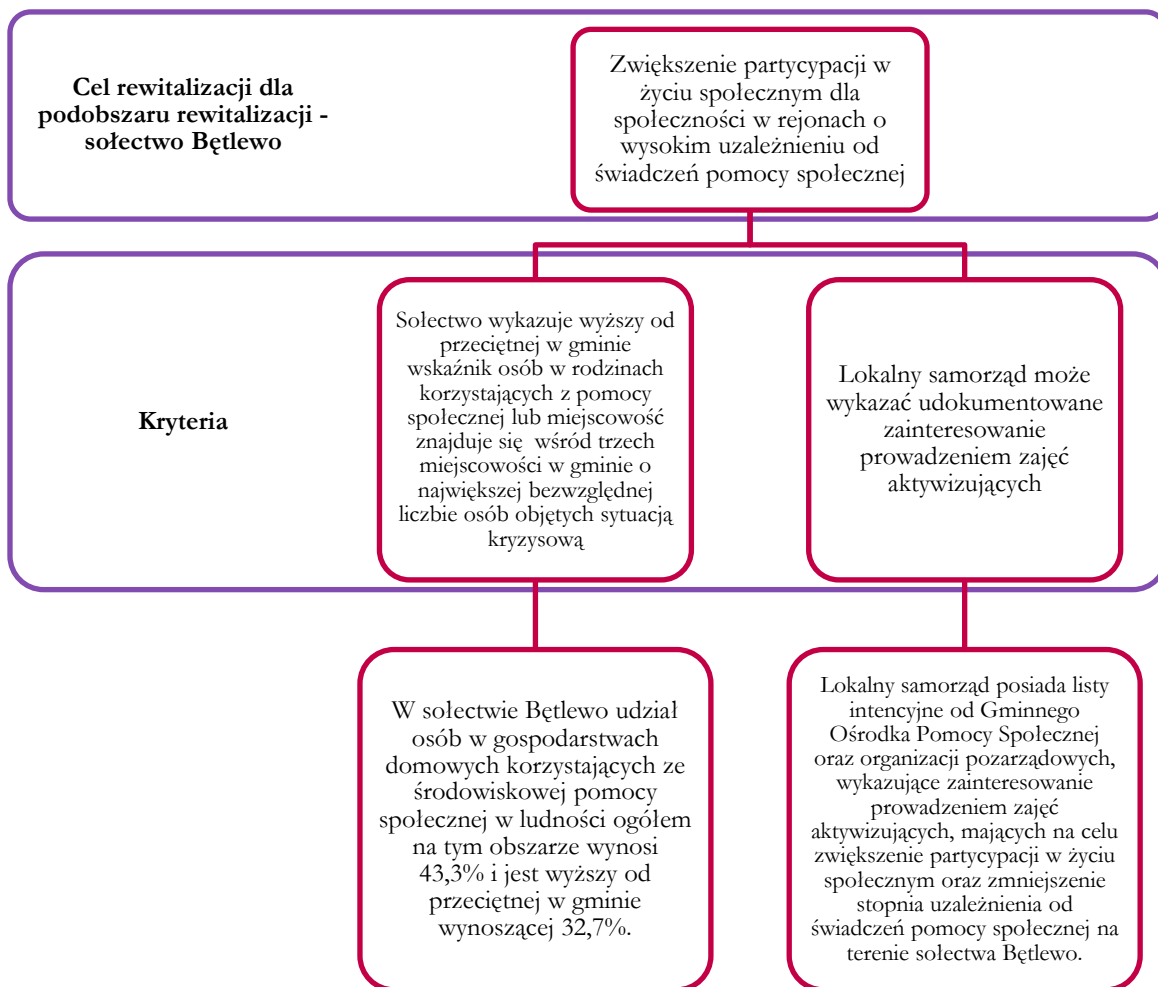 Cel rewitalizacji dla
podobszaru rewitalizacji -
sołectwo Bętlewo
Zwiększenie partycypacji w
życiu społecznym dla
społeczności w rejonach o
wysokim uzależnieniu od
świadczeń pomocy społecznej
Kryteria
Sołectwo wykazuje wyższy od
przeciętnej w gminie
wskaźnik osób w rodzinach
korzystających z pomocy
społecznej lub miejscowość
znajduje się wśród trzech
miejscowości w gminie o
największej bezwzględnej
liczbie osób objętych sytuacją
kryzysową
Lokalny samorząd może
wykazać udokumentowane
zainteresowanie
prowadzeniem zajęć
aktywizujących
W sołectwie Bętlewo udział
osób w gospodarstwach
domowych korzystających ze
środowiskowej pomocy
społecznej w ludności ogółem
na tym obszarze wynosi
43,3% i jest wyższy od
przeciętnej w gminie
wynoszącej 32,7%.
Lokalny samorząd posiada listy
intencyjne od Gminnego
Ośrodka Pomocy Społecznej
oraz organizacji pozarządowych,
wykazujące zainteresowanie
prowadzeniem zajęć
aktywizujących, mających na celu
zwiększenie partycypacji w życiu
społecznym oraz zmniejszenie
stopnia uzależnienia od
świadczeń pomocy społecznej na
terenie sołectwa Bętlewo.